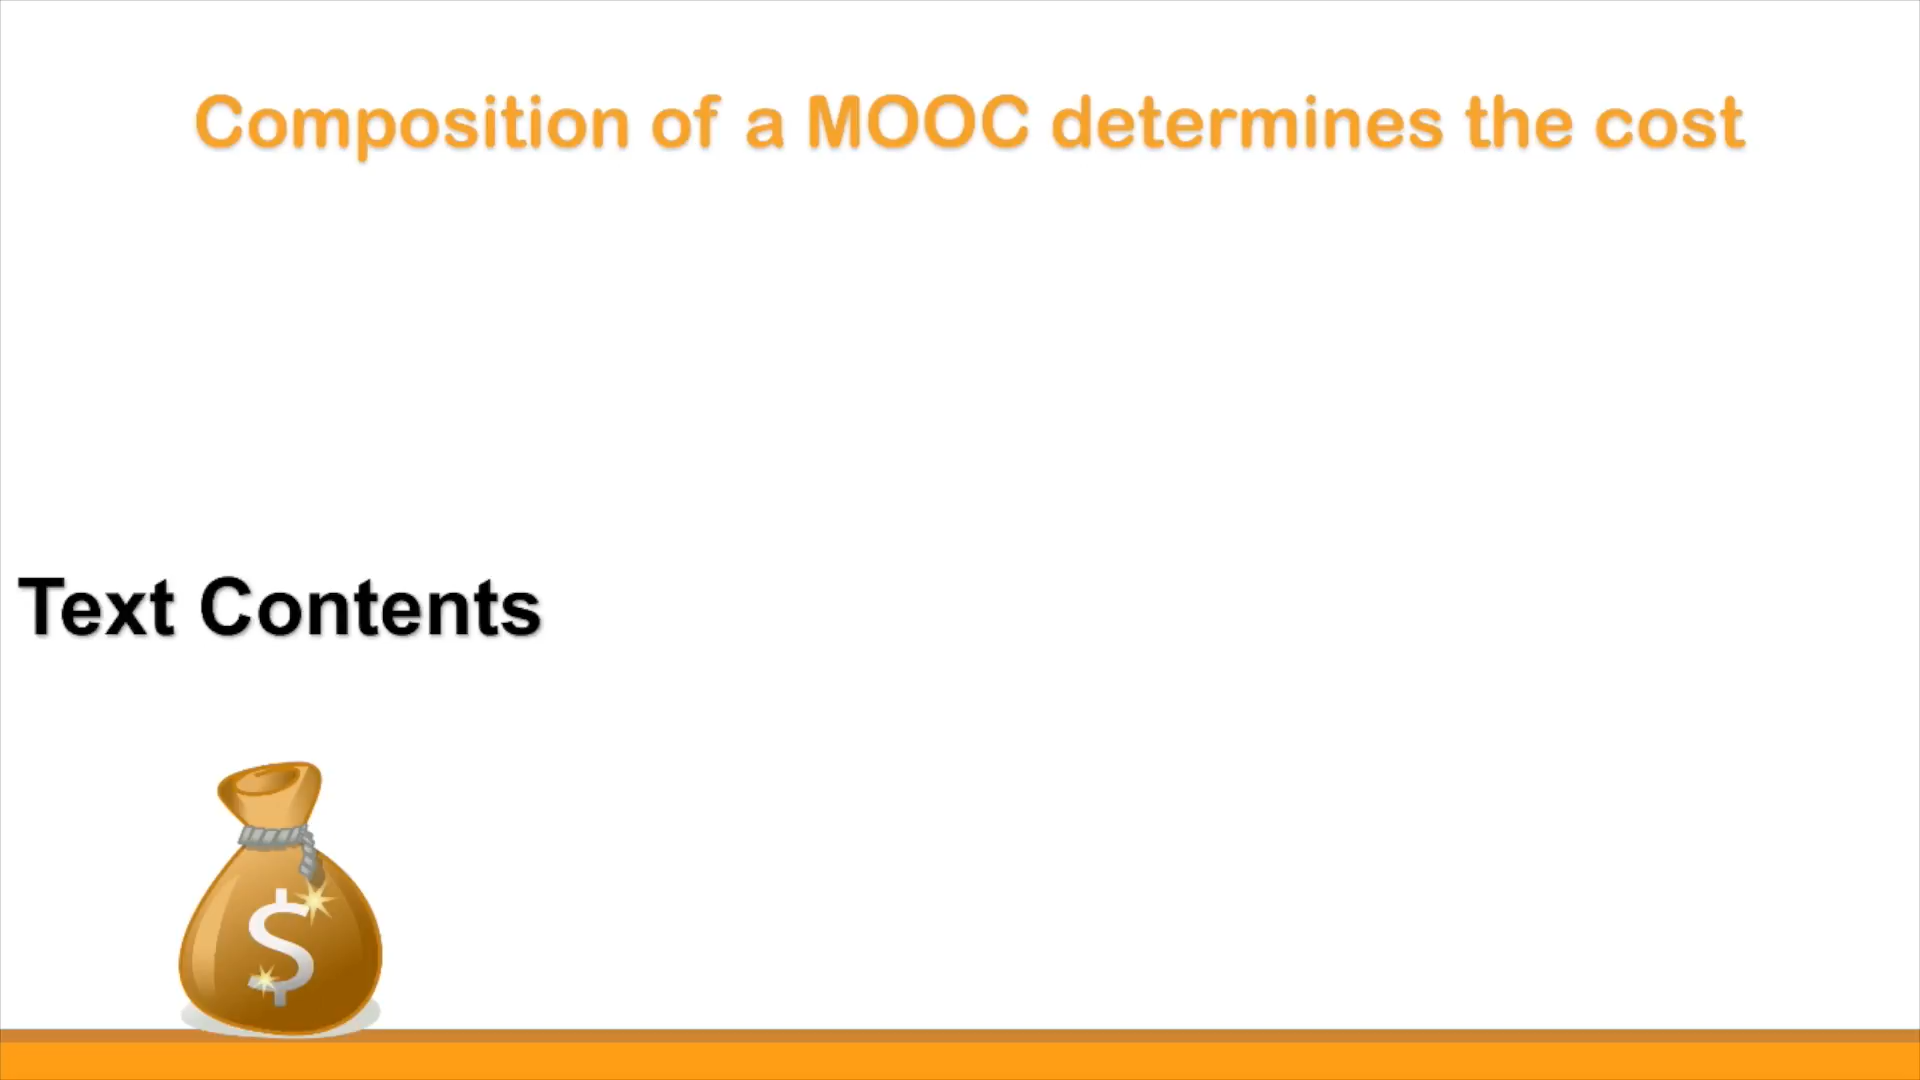 Composition of a MOOC determines the cost
Text Contents
$